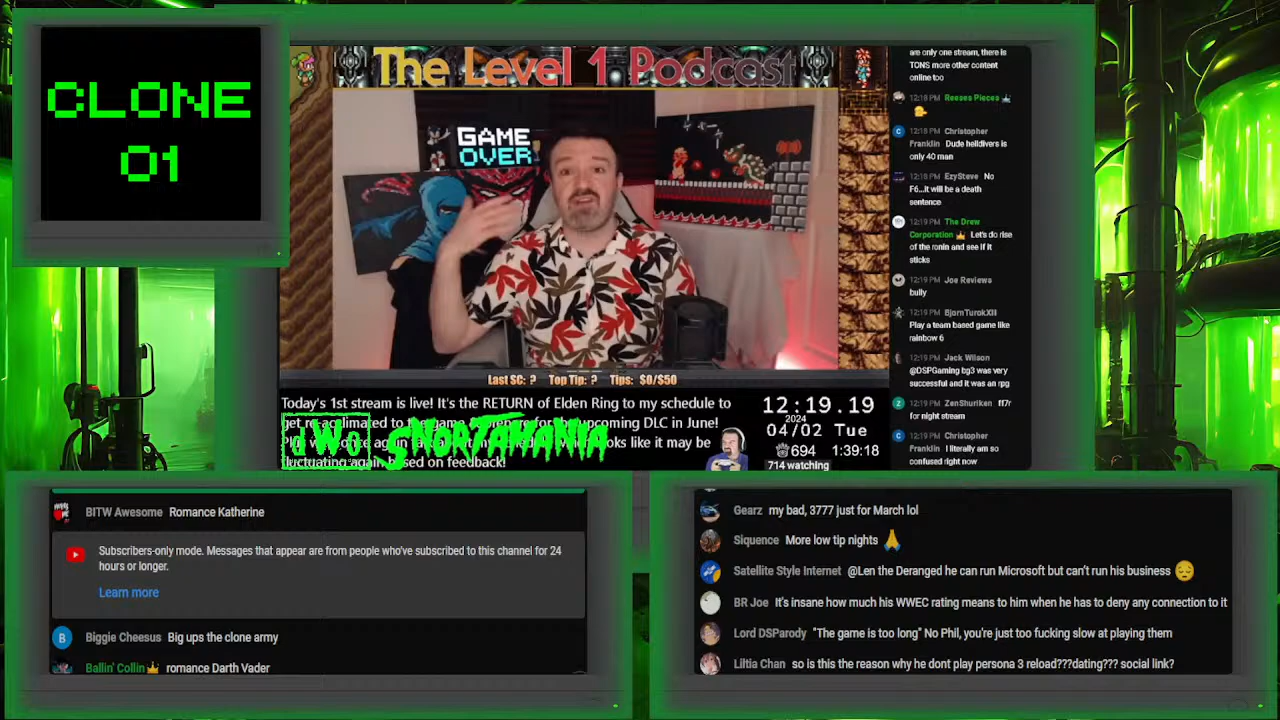 CLONE
01
The Level 1 Podcast
GAME
OVER
Last SC: ? Top Tip: ? Tips: $0/$50
Today's 1st stream is live! It's the RETURN of Elden Ring to my schedule to
upcoming DLC in June!
fluctuating again based on feedback!
dWo SNORTAMANIA
12:19.19
2024
04/02 Tue
694 1:39:18
714 watching
are only one stream, there is
TONS more other content
online too
12:18 PM Reeses Pieces
12:18 PM Christopher
Franklin Dude helldivers is
only 40 man
12:18 PM EzySteve No
F6...it will be a death
sentence
12:19 PM The Drew
Corporation Let's do rise
of the ronin and see if it
sticks
12:19 PM Joe Reviews
bully
12:19 PM BjornTurokXII
Play a team based game like
rainbow 6
12:19 PM Jack Wilson
@DSPGaming bg3 was very
successful and it was an rpg
12:19 PM ZenShuriken ff7r
for night stream
12:19 PM Christopher
Franklin I literally am so
confused right now
BITW Awesome Romance Katherine
Subscribers-only mode. Messages that appear are from people who've subscribed to this channel for 24
hours or longer.
Learn more
B Biggie Cheesus Big ups the clone army
Ballin' Collin romance Darth Vader
Gearz my bad, 3777 just for March lol
Siquence More low tip nights
Satellite Style Internet @Len the Deranged he can run Microsoft but can't run his business
BR Joe It's insane how much his WWEC rating means to him when he has to deny any connection to it
Lord DSParody "The game is too long" No Phil, you're just too fucking slow at playing them
Liltia Chan so is this the reason why he dont play persona 3 reload???dating??? social link?